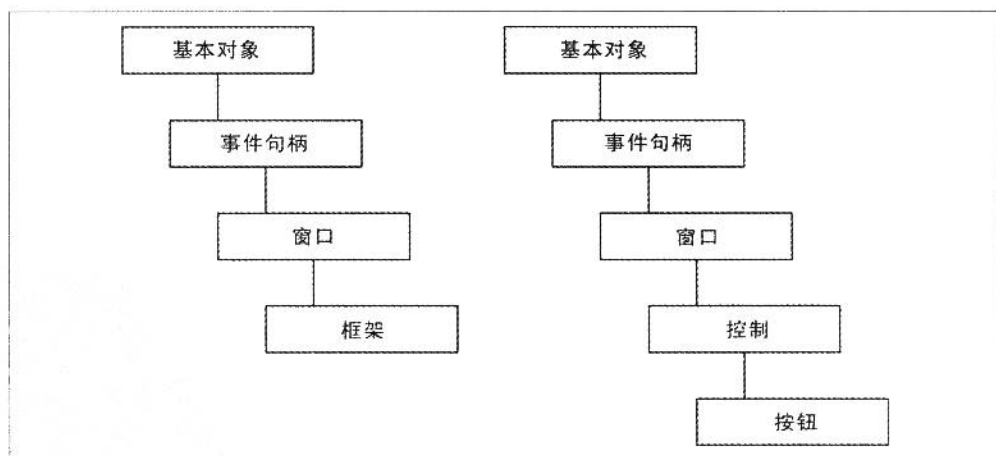 基本对象
事件句柄
窗口
框架
基本对象
事件句柄
窗口
控制
按钮